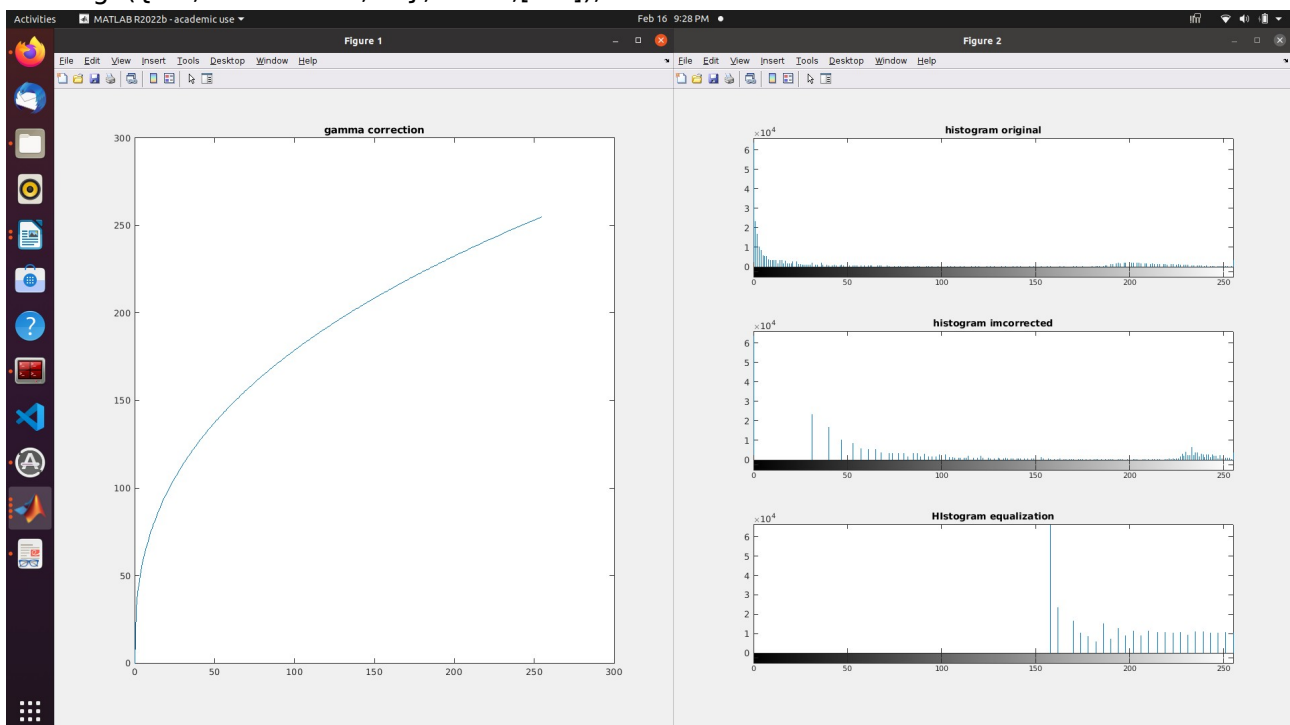 Activities MATLAB R2022b - academic use Feb 16 9:28 PM
Figure 1
File Edit View Insert Tools Desktop Window Help
gamma correction
300
250
200
150
100
50
0
0 50 100 150 200 250 300
Figure 2
File Edit View Insert Tools Desktop Window Help
histogram original
×10^4
6
5
4
3
2
1
0
0 50 100 150 200 250
histogram imcorrected
×10^4
6
5
4
3
2
1
0
0 50 100 150 200 250
HIstogram equalization
×10^4
6
5
4
3
2
1
0
0 50 100 150 200 250